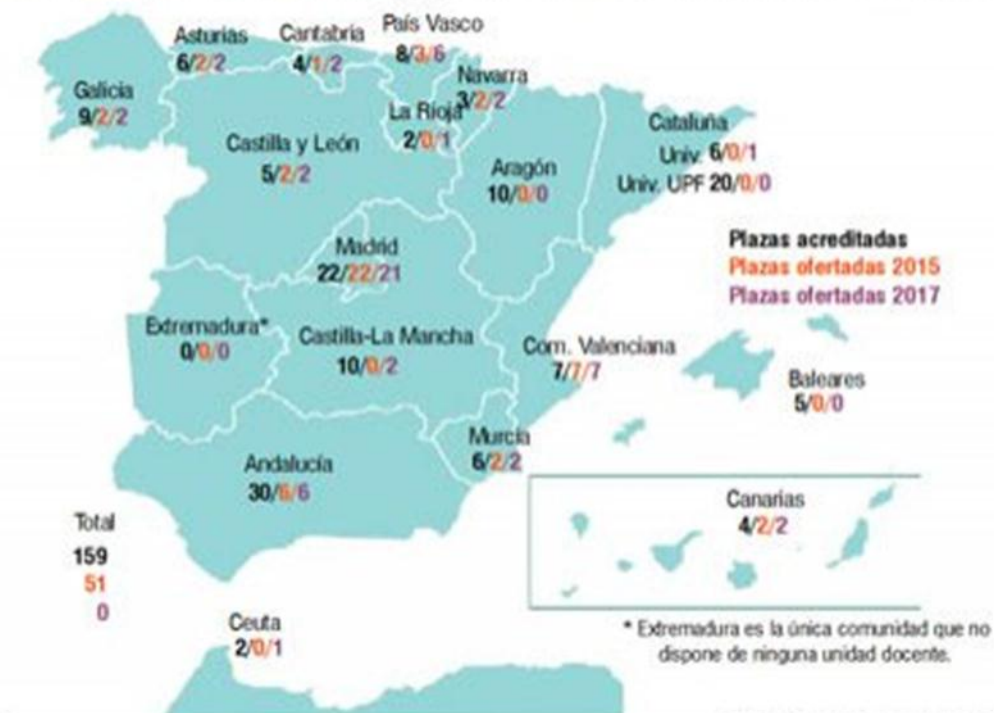 Asturias
6/2/2
Cantabria
4/1/2
País Vasco
8/3/6
Navarra
3/2/2
Galicia
9/2/2
La Rioja
2/0/1
Castilla y León
5/2/2
Aragón
10/0/0
Cataluña
Univ. 6/0/1
Univ. UPF 20/0/0
Madrid
22/22/21
Plazas acreditadas
Plazas ofertadas 2015
Plazas ofertadas 2017
Extremadura*
0/0/0
Castilla-La Mancha
10/0/2
Com. Valenciana
7/7/7
Baleares
5/0/0
Murcia
6/2/2
Andalucía
30/6/6
Canarias
4/2/2
Total
159
51
0
Ceuta
2/0/1
* Extremadura es la única comunidad que no
dispone de ninguna unidad docente.